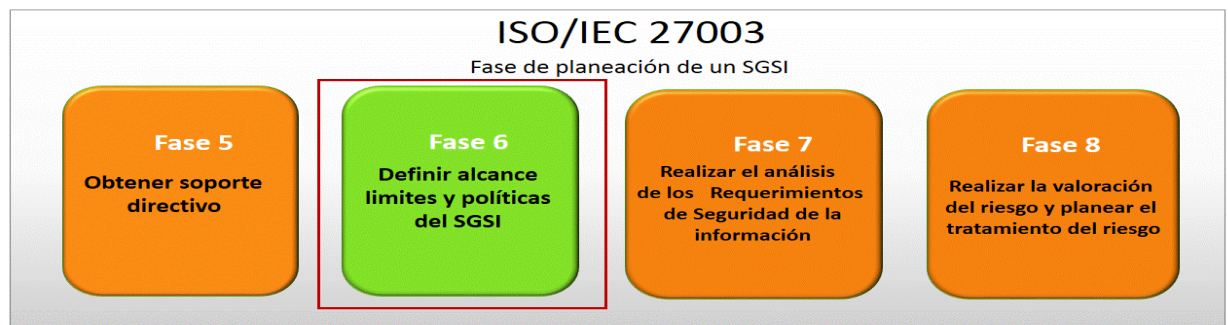 ISO/IEC 27003
Fase de planeación de un SGSI
Fase 5
Obtener soporte
directivo
Fase 6
Definir alcance
limites y políticas
del SGSI
Fase 7
Realizar el análisis
de los Requerimientos
de Seguridad de la
información
Fase 8
Realizar la valoración
del riesgo y planear el
tratamiento del riesgo